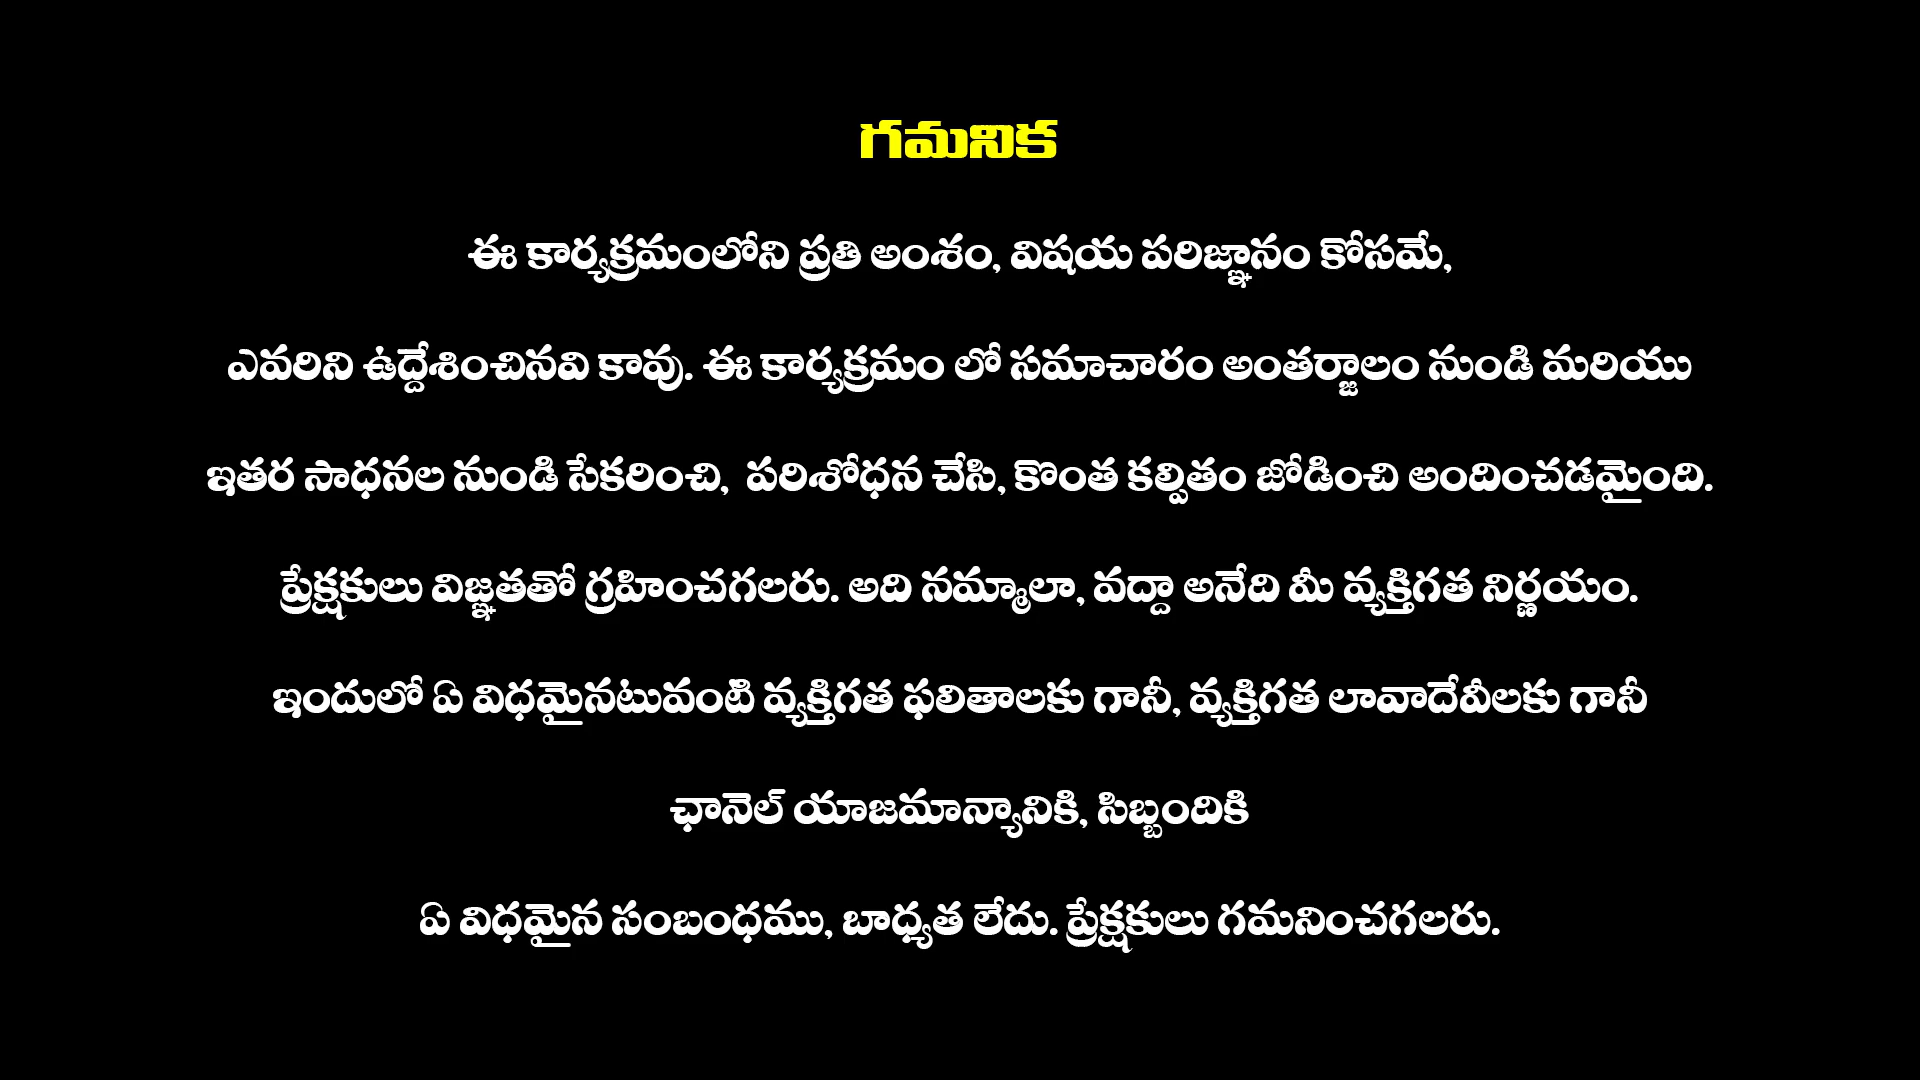 గమనిక
ఈ కార్యక్రమంలోని ప్రతి అంశం, విషయ పరిజ్ఞానం కోసమే,
ఎవరిని ఉద్దేశించినవి కావు. ఈ కార్యక్రమం లో సమాచారం అంతర్జాలం నుండి మరియు
ఇతర సాధనల నుండి సేకరించి, పరిశోధన చేసి, కొంత కల్పితం జోడించి అందించడమైంది.
ప్రేక్షకులు విజ్ఞతతో గ్రహించగలరు. అది నమ్మాలా, వద్దా అనేది మీ వ్యక్తిగత నిర్ణయం.
ఇందులో ఏ విధమైనటువంటి వ్యక్తిగత ఫలితాలకు గానీ, వ్యక్తిగత లావాదేవీలకు గానీ
ఛానెల్ యాజమాన్యానికి, సిబ్బందికి
ఏ విధమైన సంబంధము, బాధ్యత లేదు. ప్రేక్షకులు గమనించగలరు.